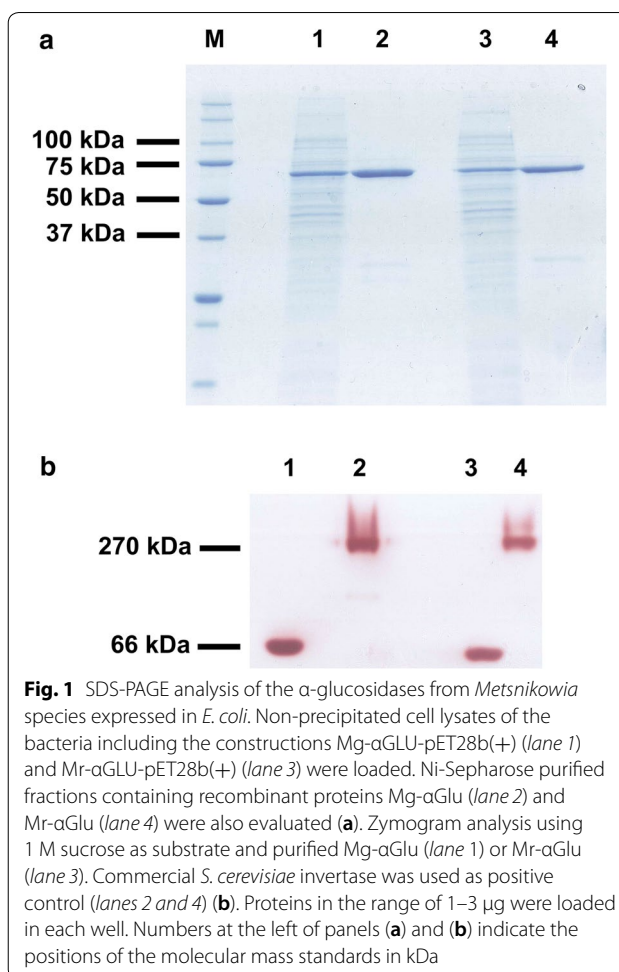 a M 1 2 3 4
100 kDa
75 kDa
50 kDa
37 kDa
b 1 2 3 4
270 kDa
66 kDa
Fig. 1 SDS-PAGE analysis of the α-glucosidases from Metsnikowia
species expressed in E. coli. Non-precipitated cell lysates of the
bacteria including the constructions Mg-αGLU-pET28b(+) (lane 1)
and Mr-αGLU-pET28b(+) (lane 3) were loaded. Ni-Sepharose purified
fractions containing recombinant proteins Mg-αGlu (lane 2) and
Mr-αGlu (lane 4) were also evaluated (a). Zymogram analysis using
1 M sucrose as substrate and purified Mg-αGlu (lane 1) or Mr-αGlu
(lane 3). Commercial S. cerevisiae invertase was used as positive
control (lanes 2 and 4) (b). Proteins in the range of 1–3 μg were loaded
in each well. Numbers at the left of panels (a) and (b) indicate the
positions of the molecular mass standards in kDa